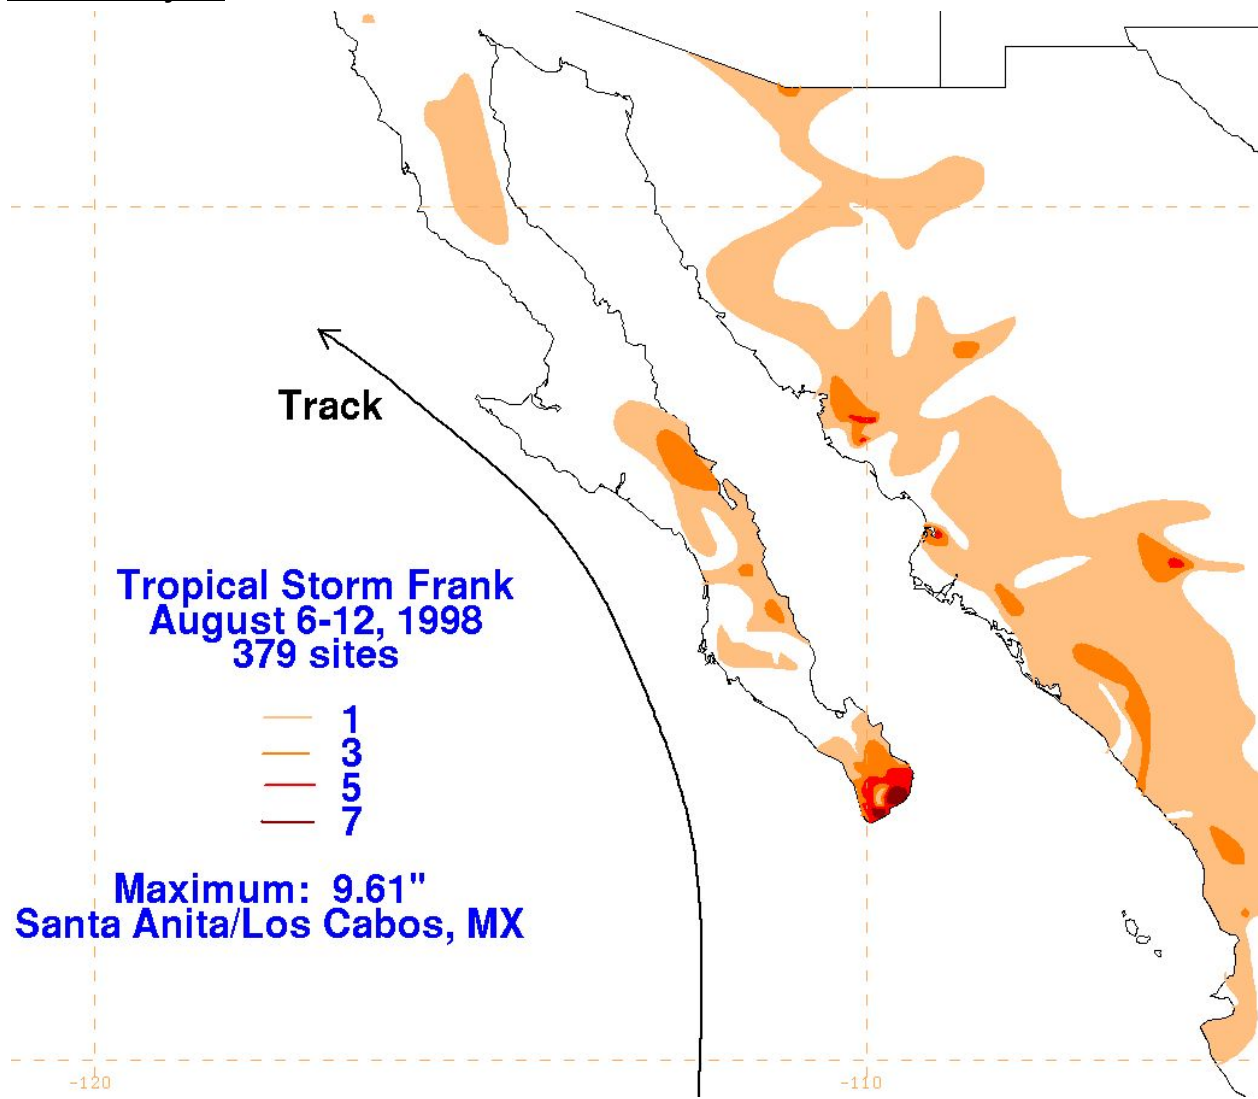 Track
Tropical Storm Frank
August 6-12, 1998
379 sites
1
3
5
7
Maximum: 9.61"
Santa Anita/Los Cabos, MX
-120
-110